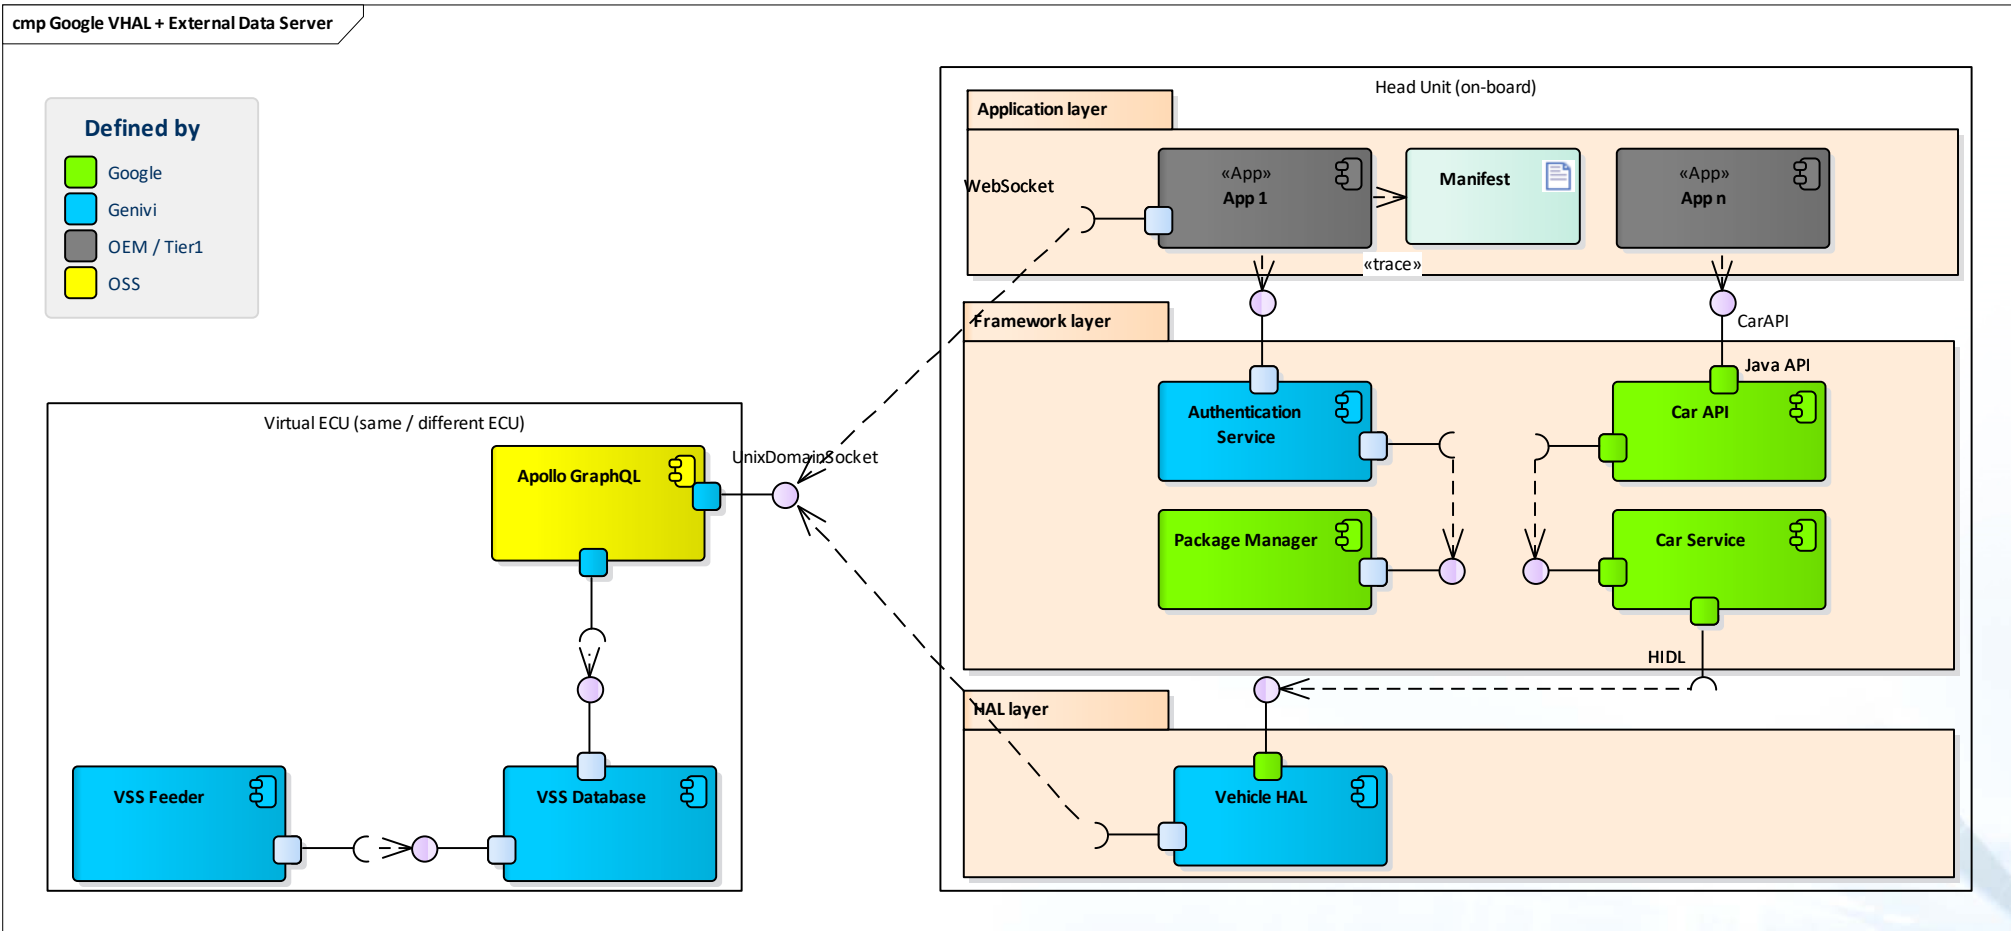 cmp Google VHAL + External Data Server
Defined by
Google
Genivi
OEM / Tier1
OSS
Head Unit (on-board)
Application layer
WebSocket
«App»
App 1
Manifest
«App»
App n
«trace»
CarAPI
Framework layer
Java API
Authentication
Service
Car API
Package Manager
Car Service
HIDL
HAL layer
Vehicle HAL
Virtual ECU (same / different ECU)
Apollo GraphQL
UnixDomainSocket
VSS Feeder
VSS Database